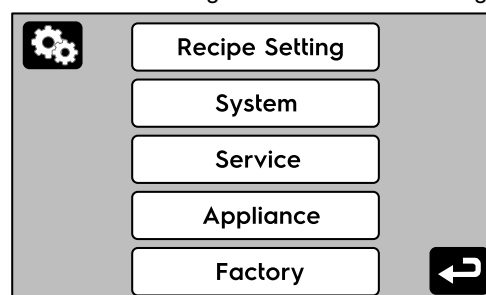 Recipe Setting
System
Service
Appliance
Factory